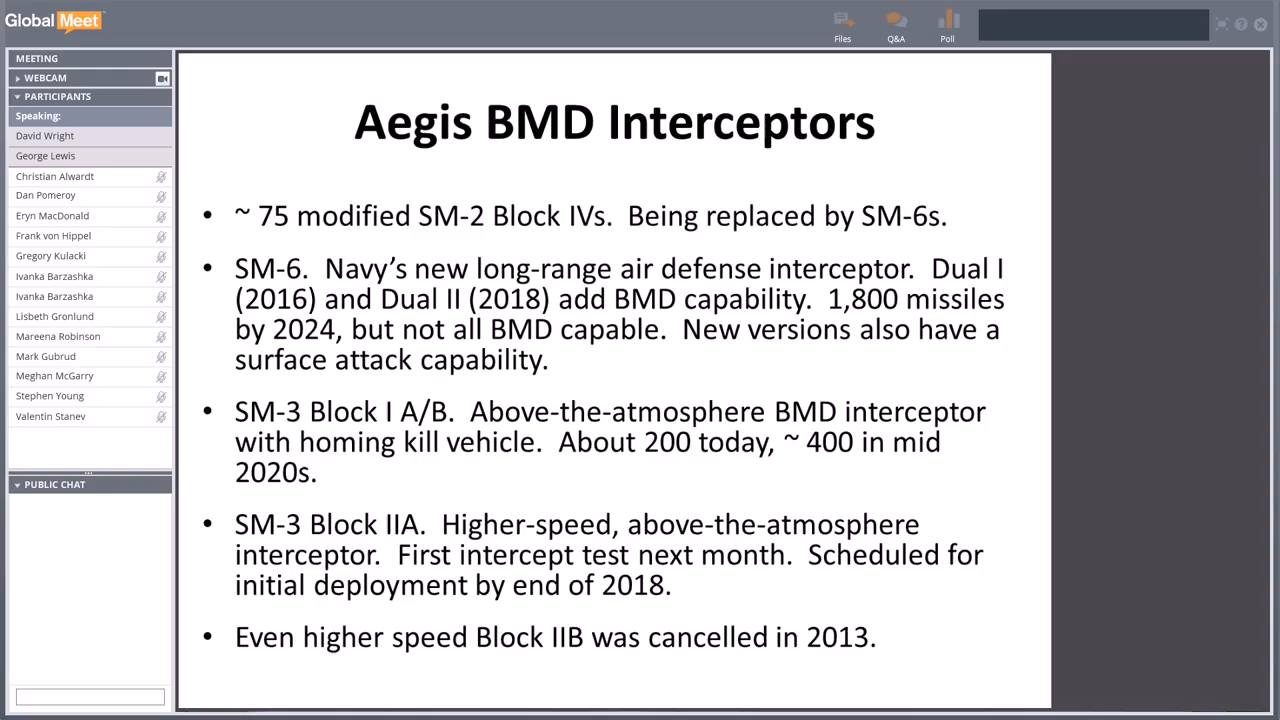 Global Meet
Files
Q&A
Poll
MEETING
WEBCAM
PARTICIPANTS
Speaking:
David Wright
George Lewis
Christian Alwardt
Dan Pomeroy
Eryn MacDonald
Frank von Hippel
Gregory Kulacki
Ivanka Barzashka
Ivanka Barzashka
Lisbeth Gronlund
Mareena Robinson
Mark Gubrud
Meghan McGarry
Stephen Young
Valentin Stanev
PUBLIC CHAT
Aegis BMD Interceptors
• ~ 75 modified SM-2 Block IVs. Being replaced by SM-6s.
• SM-6. Navy’s new long-range air defense interceptor. Dual I
(2016) and Dual II (2018) add BMD capability. 1,800 missiles
by 2024, but not all BMD capable. New versions also have a
surface attack capability.
• SM-3 Block I A/B. Above-the-atmosphere BMD interceptor
with homing kill vehicle. About 200 today, ~ 400 in mid
2020s.
• SM-3 Block IIA. Higher-speed, above-the-atmosphere
interceptor. First intercept test next month. Scheduled for
initial deployment by end of 2018.
• Even higher speed Block IIB was cancelled in 2013.